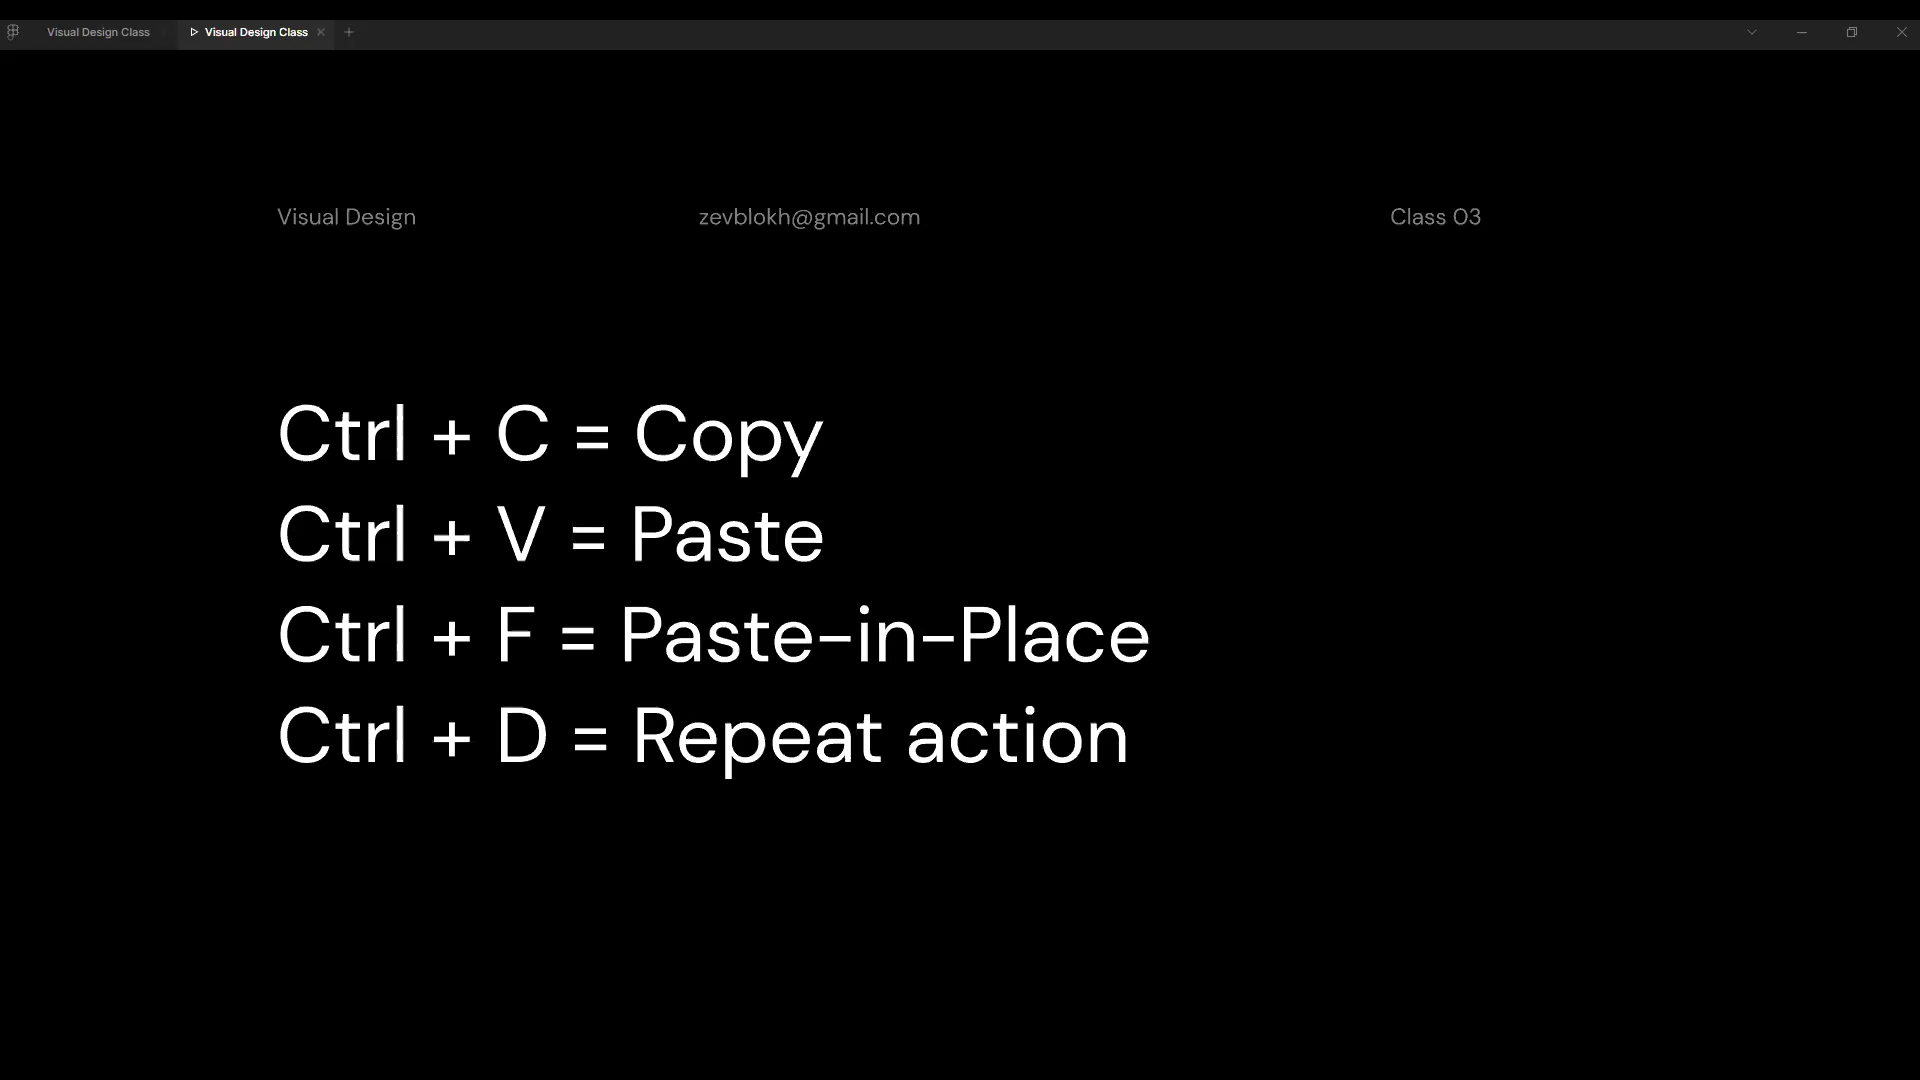 Visual Design Class
Visual Design Class
Visual Design
zevblokh@gmail.com
Class 03
Ctrl + C = Copy
Ctrl + V = Paste
Ctrl + F = Paste-in-Place
Ctrl + D = Repeat action